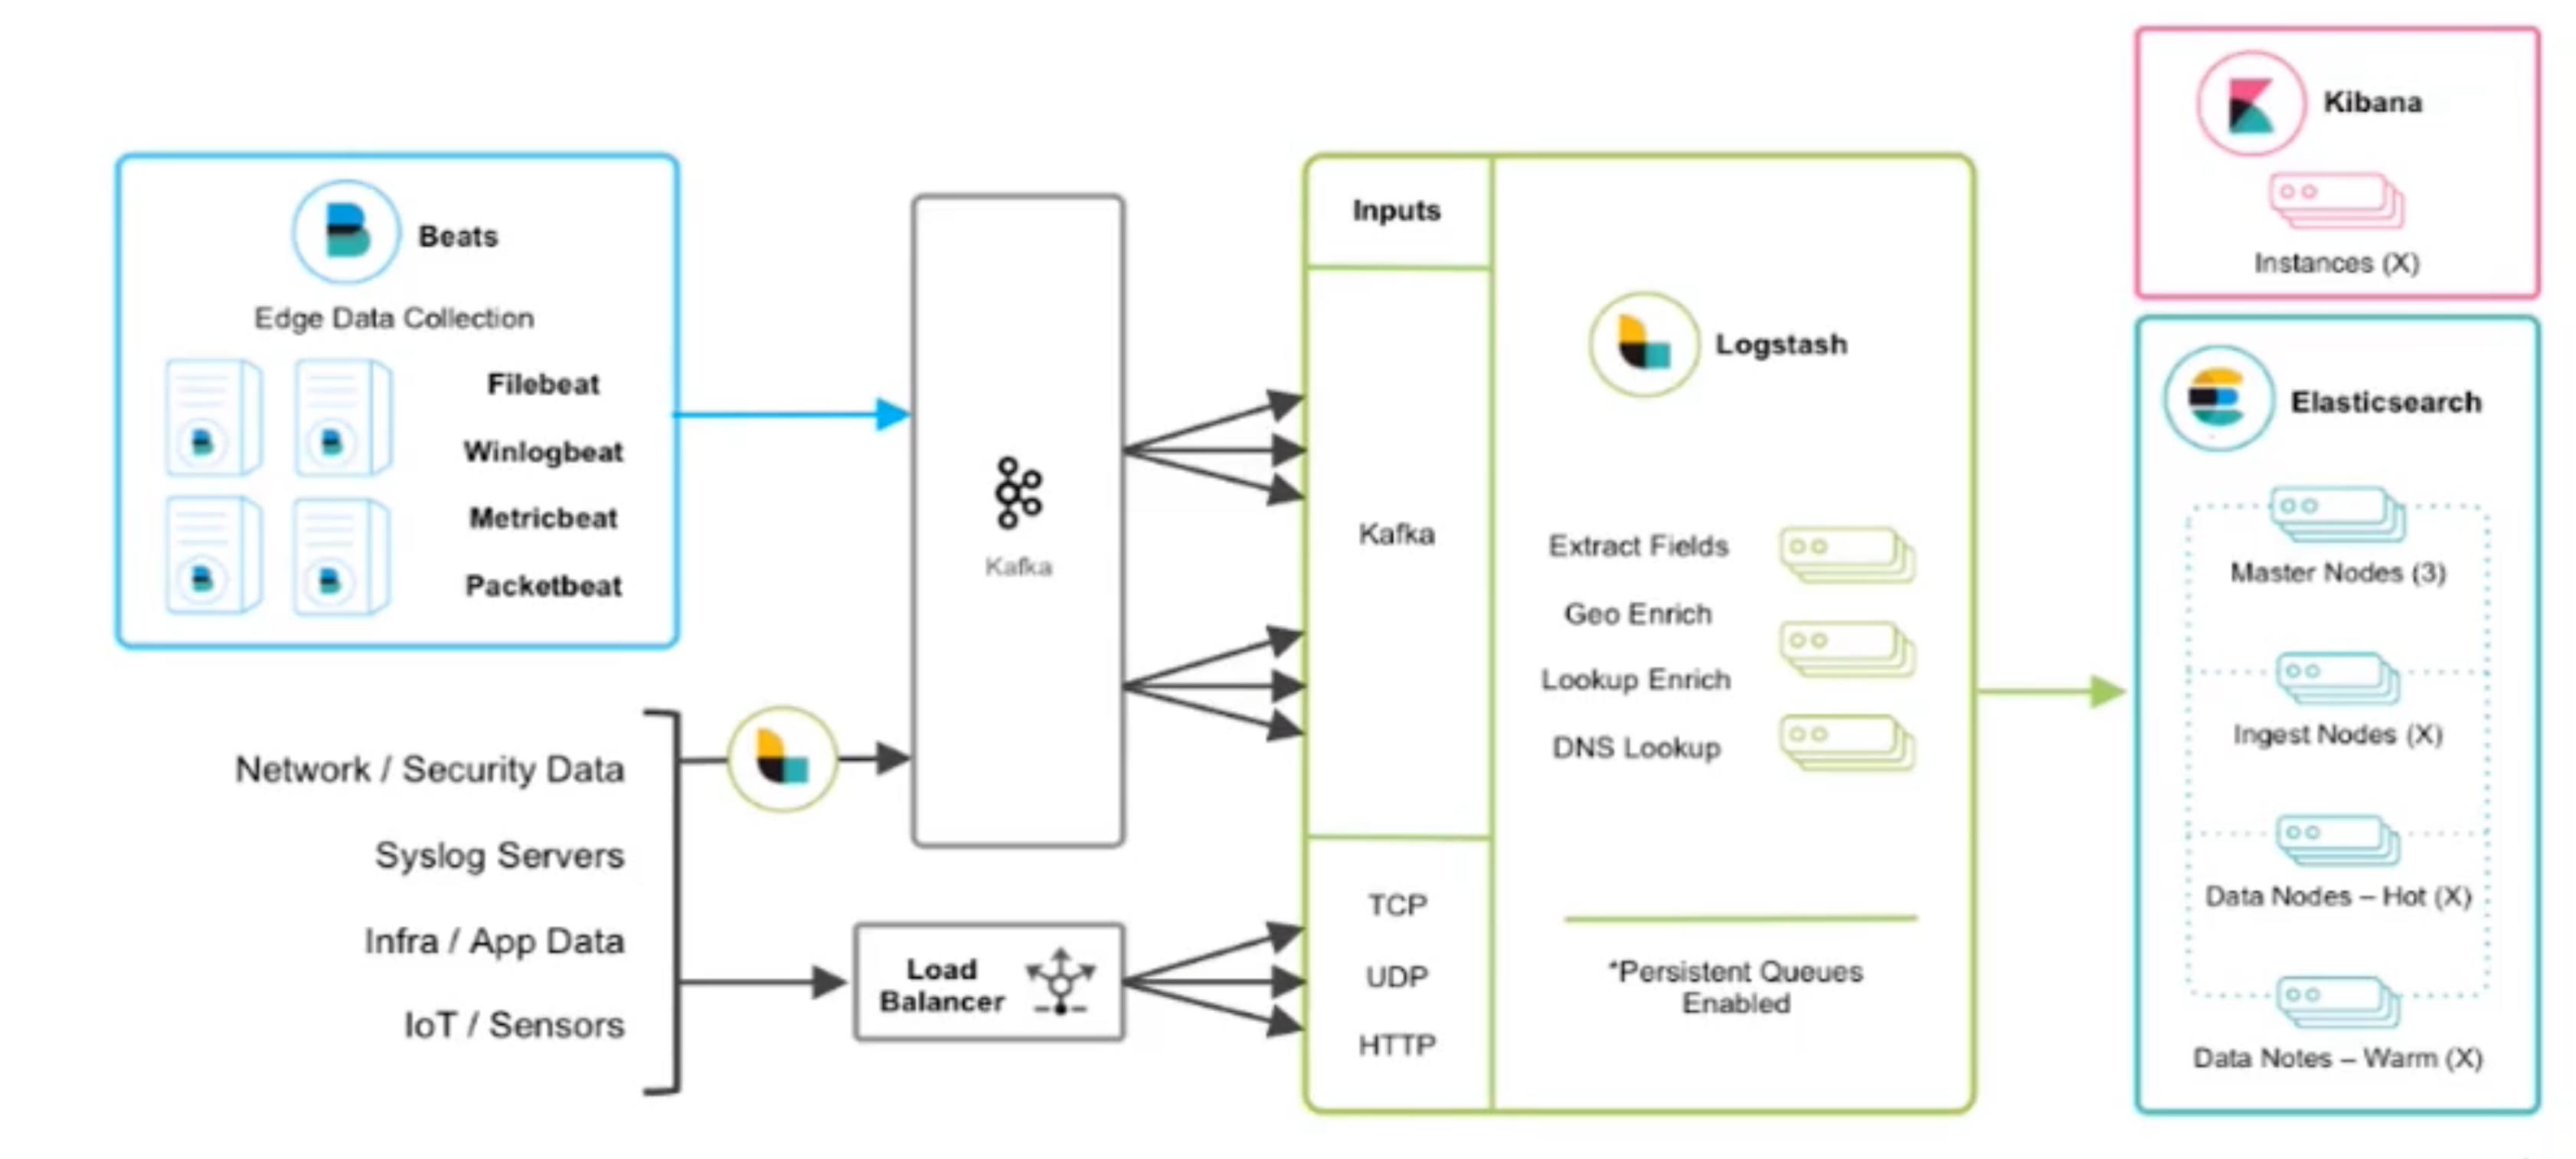 Beats
Edge Data Collection
Filebeat
Winlogbeat
Metricbeat
Packetbeat
Network / Security Data
Syslog Servers
Infra / App Data
IoT / Sensors
Kafka
Load
Balancer
Inputs
Kafka
TCP
UDP
HTTP
Logstash
Extract Fields
Geo Enrich
Lookup Enrich
DNS Lookup
*Persistent Queues
Enabled
Kibana
Instances (X)
Elasticsearch
Master Nodes (3)
Ingest Nodes (X)
Data Nodes – Hot (X)
Data Notes – Warm (X)